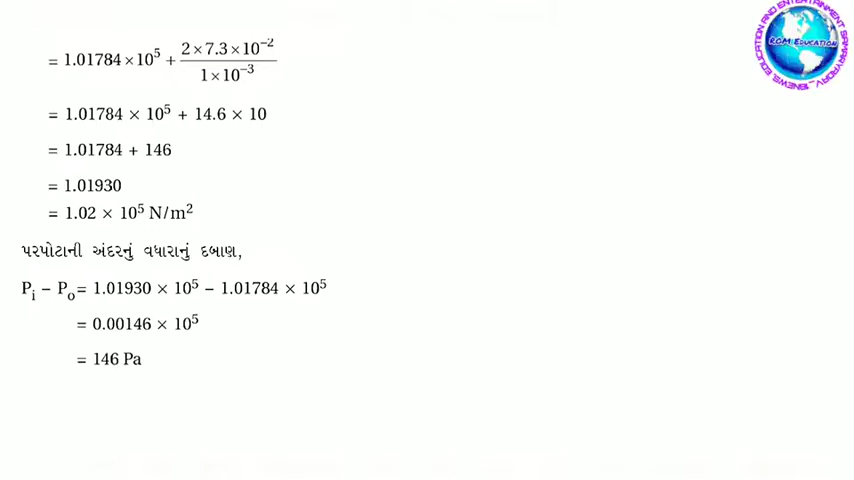 = 1.01784 × 10⁵ + (2 × 7.3 × 10⁻²) / (1 × 10⁻³)
= 1.01784 × 10⁵ + 14.6 × 10
= 1.01784 + 146
= 1.01930
= 1.02 × 10⁵ N/m²
પરપોટાની અંદરનું વધારાનું દબાણ,
Pᵢ − Pₒ = 1.01930 × 10⁵ − 1.01784 × 10⁵
= 0.00146 × 10⁵
= 146 Pa
RGM EDUCATION